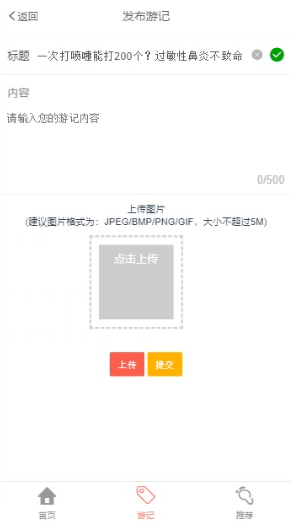 返回 发布游记
标题 一次打喷嚏能打200个？过敏性鼻炎不致命
内容
请输入您的游记内容
0/500
上传图片
(建议图片格式为：JPEG/BMP/PNG/GIF，大小不超过5M)
点击上传
上传 提交
首页 游记 推荐